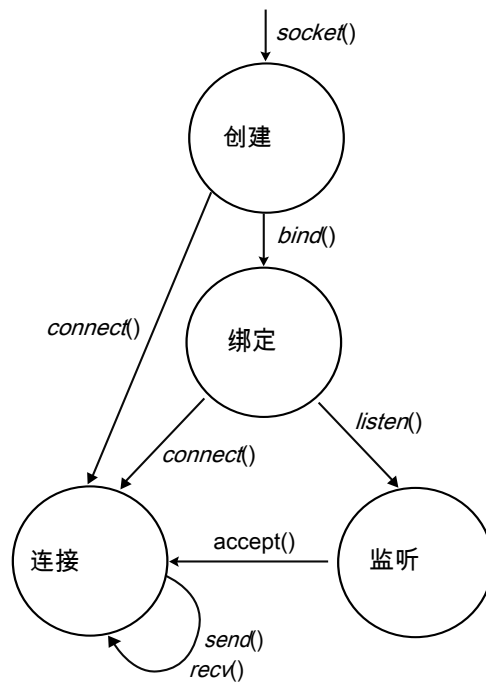 socket()
创建
bind()
connect()
绑定
listen()
connect()
accept()
连接
监听
send()
recv()